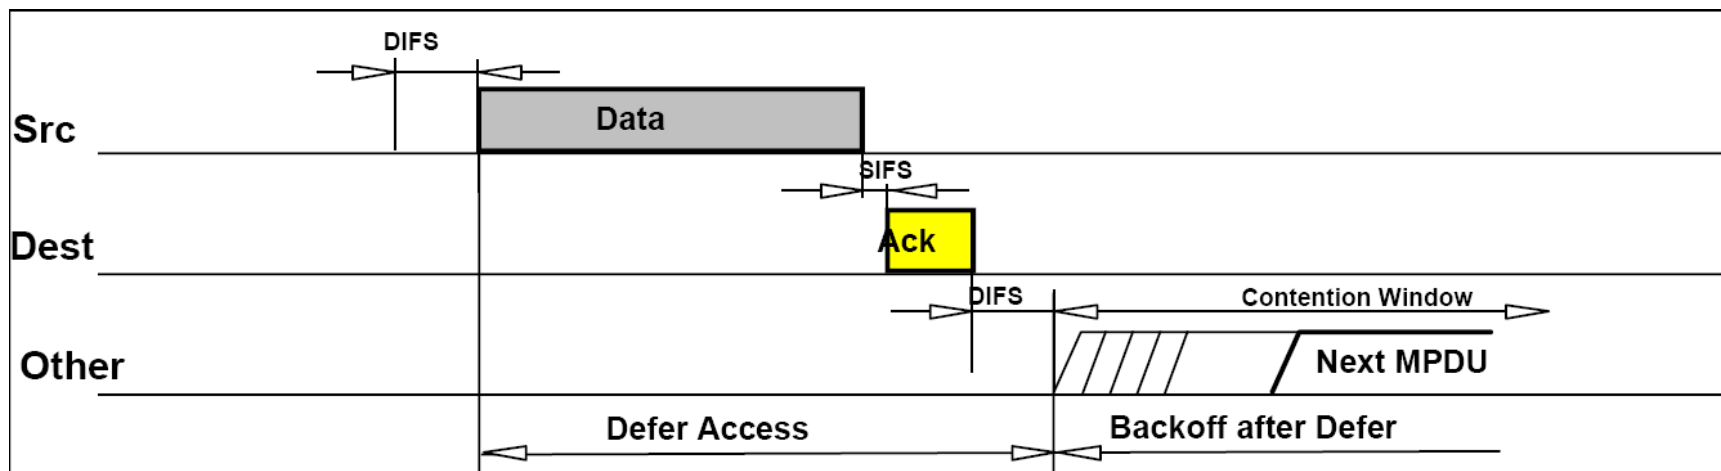 DIFS
Src
Data
SIFS
Dest
Ack
DIFS
Contention Window
Other
Next MPDU
Defer Access
Backoff after Defer